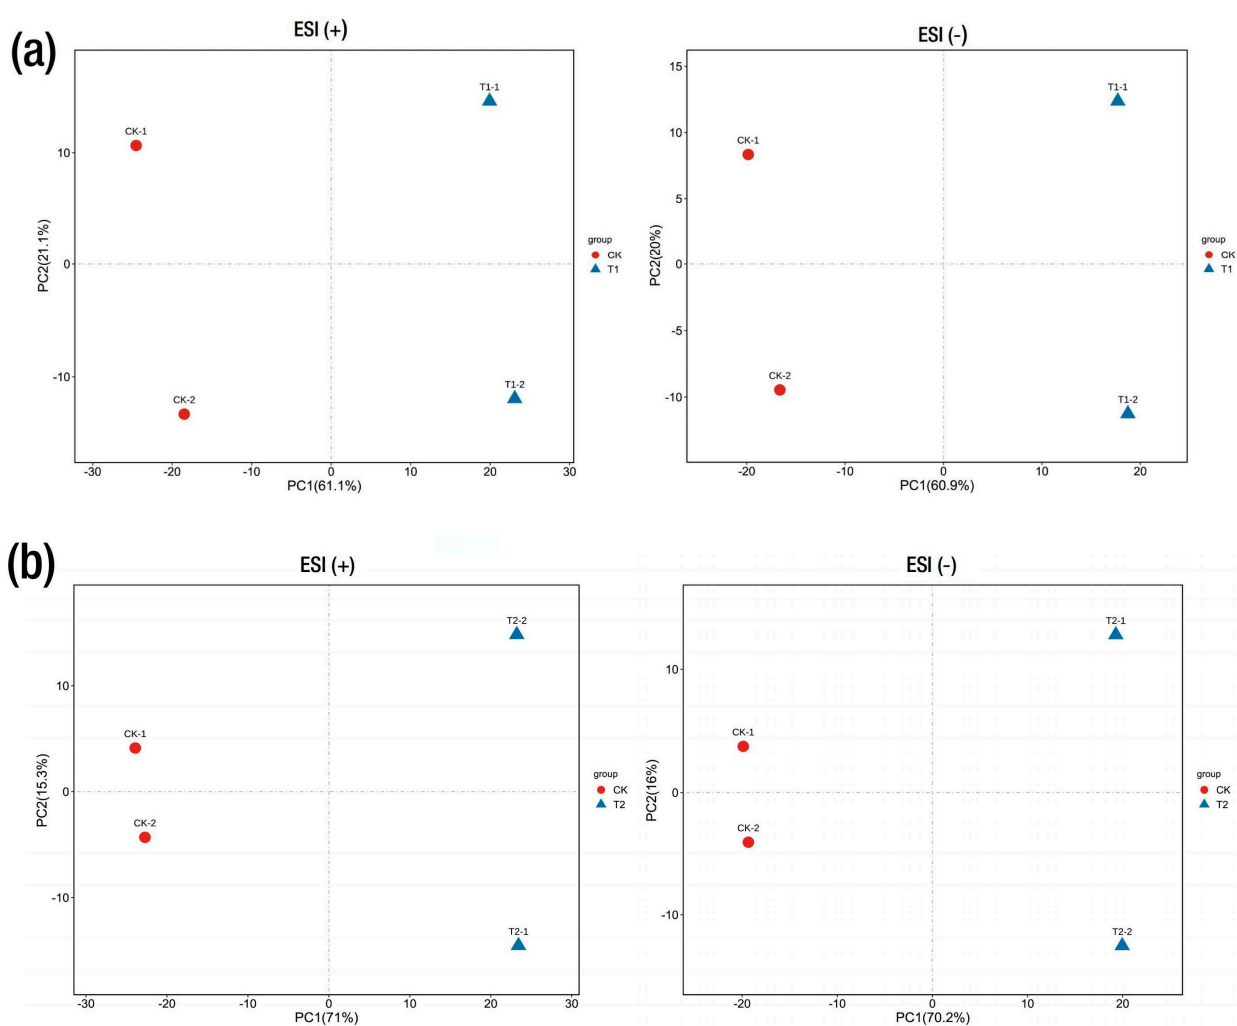 (a)
ESI (+)
T1-1
CK-1
10
0
-10
PC2(21.1%)
CK-2
T1-2
group
CK
T1
-30 -20 -10 0 10 20 30
PC1(61.1%)
ESI (-)
15
10
5
0
-5
-10
PC2(20%)
T1-1
CK-1
CK-2
T1-2
group
CK
T1
-20 -10 0 10 20
PC1(60.9%)
(b)
ESI (+)
T2-2
10
0
-10
PC2(15.3%)
CK-1
CK-2
T2-1
group
CK
T2
-30 -20 -10 0 10 20 30
PC1(71%)
ESI (-)
T2-1
10
0
-10
PC2(16%)
CK-1
CK-2
T2-2
group
CK
T2
-20 -10 0 10 20
PC1(70.2%)